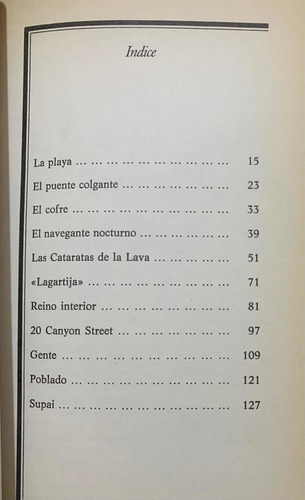 Indice
La playa ... ... ... ... ... ... ... ... ... 15
El puente colgante ... ... ... ... ... ... 23
El cofre ... ... ... ... ... ... ... ... ... 33
El navegante nocturno ... ... ... ... ... 39
Las Cataratas de la Lava ... ... ... ... 51
«Lagartija» ... ... ... ... ... ... ... ... 71
Reino interior ... ... ... ... ... ... ... 81
20 Canyon Street ... ... ... ... ... ... 97
Gente ... ... ... ... ... ... ... ... ... 109
Poblado ... ... ... ... ... ... ... ... 121
Supai ... ... ... ... ... ... ... ... ... 127